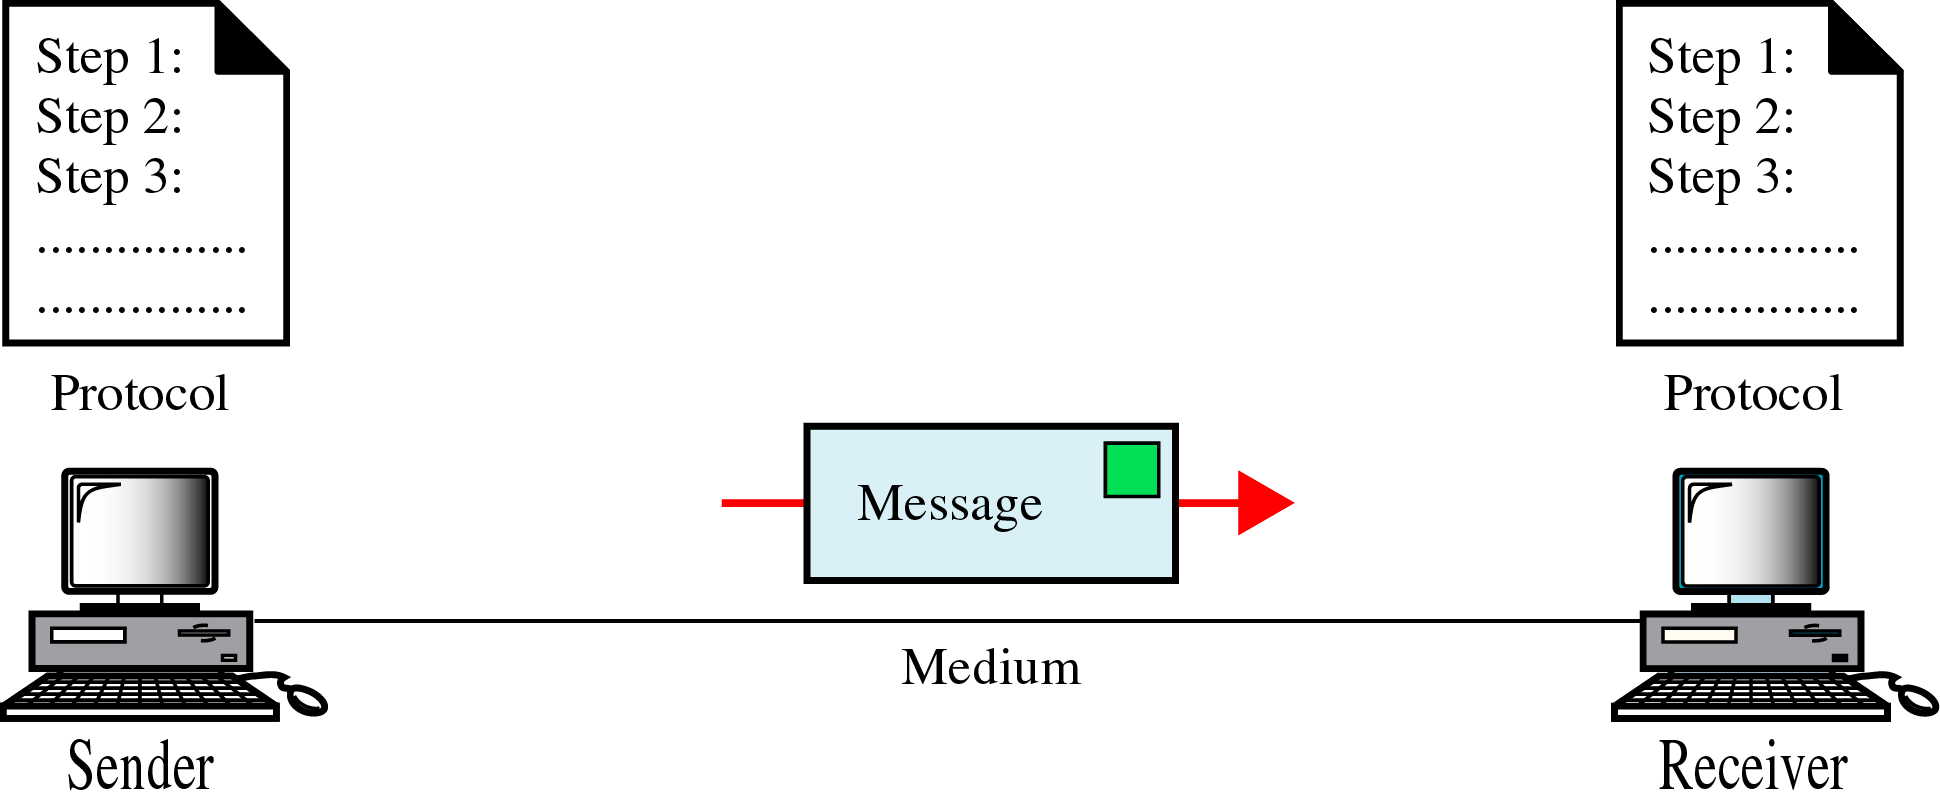 Step 1:
Step 2:
Step 3:
................
................
Protocol
Step 1:
Step 2:
Step 3:
................
................
Protocol
Message
Medium
Sender
Receiver